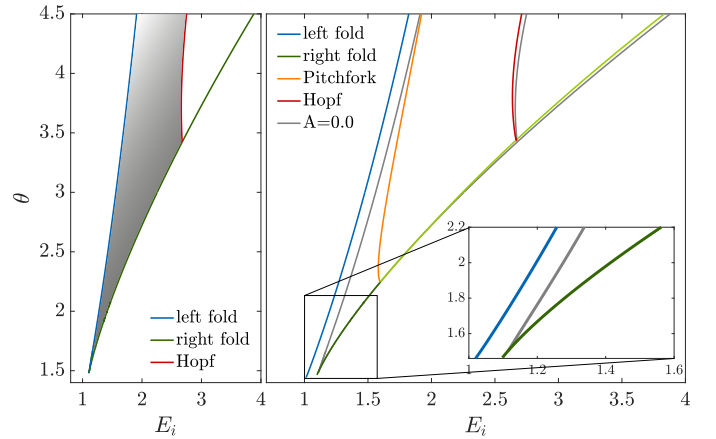 4.5
4
3.5
3
2.5
2
1.5
θ
1 2 3 4
E_i
left fold
right fold
Hopf
left fold
right fold
Pitchfork
Hopf
A=0.0
2.2
2
1.8
1.6
1 1.2 1.4 1.6
1 1.5 2 2.5 3 3.5 4
E_i